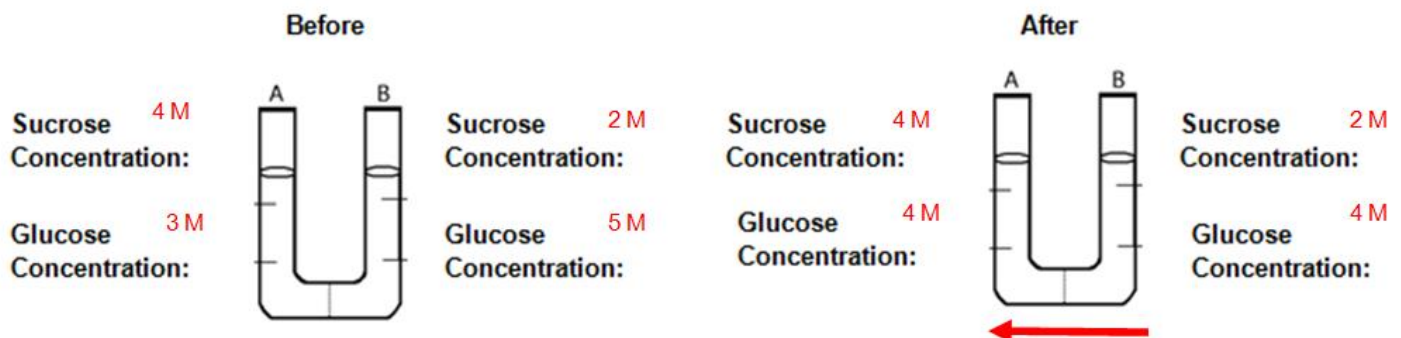 Before
A B
Sucrose 4 M
Concentration:
Glucose 3 M
Concentration:
Sucrose 2 M
Concentration:
Glucose 5 M
Concentration:
After
A B
Sucrose 4 M
Concentration:
Glucose 4 M
Concentration:
Sucrose 2 M
Concentration:
Glucose 4 M
Concentration: